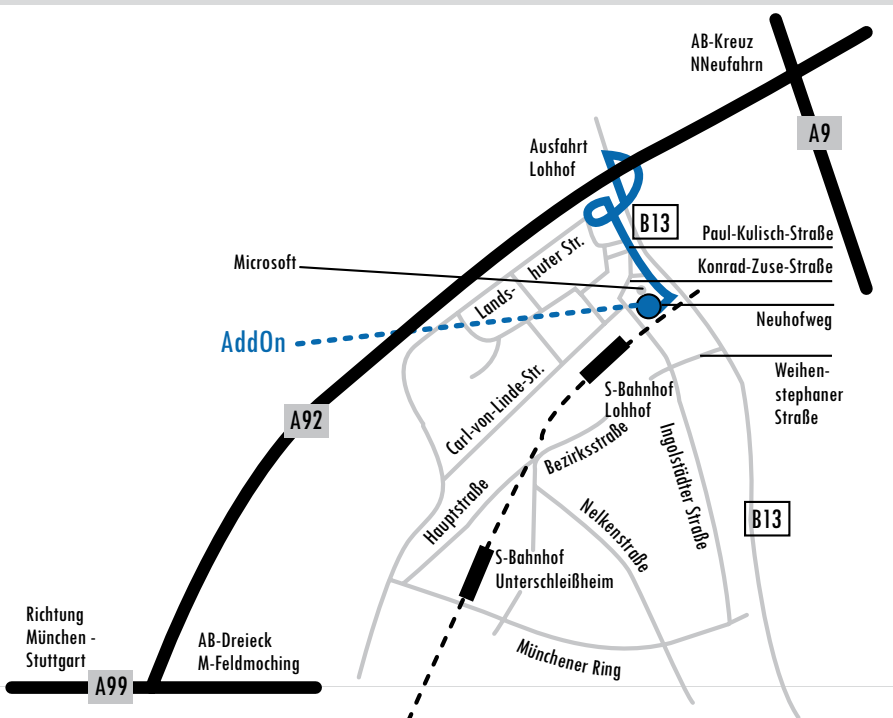 AB-Kreuz
NNeufahrn
A9
Ausfahrt
Lohhof
B13
Paul-Kulisch-Straße
Konrad-Zuse-Straße
Microsoft
Lands-
huter Str.
Neuhofweg
AddOn
Weihen-
stephaner
Straße
S-Bahnhof
Lohhof
A92
Carl-von-Linde-Str.
Bezirksstraße
Ingolstädter Straße
Hauptstraße
Nelkenstraße
B13
S-Bahnhof
Unterschleißheim
Richtung
München -
Stuttgart
AB-Dreieck
M-Feldmoching
Münchener Ring
A99